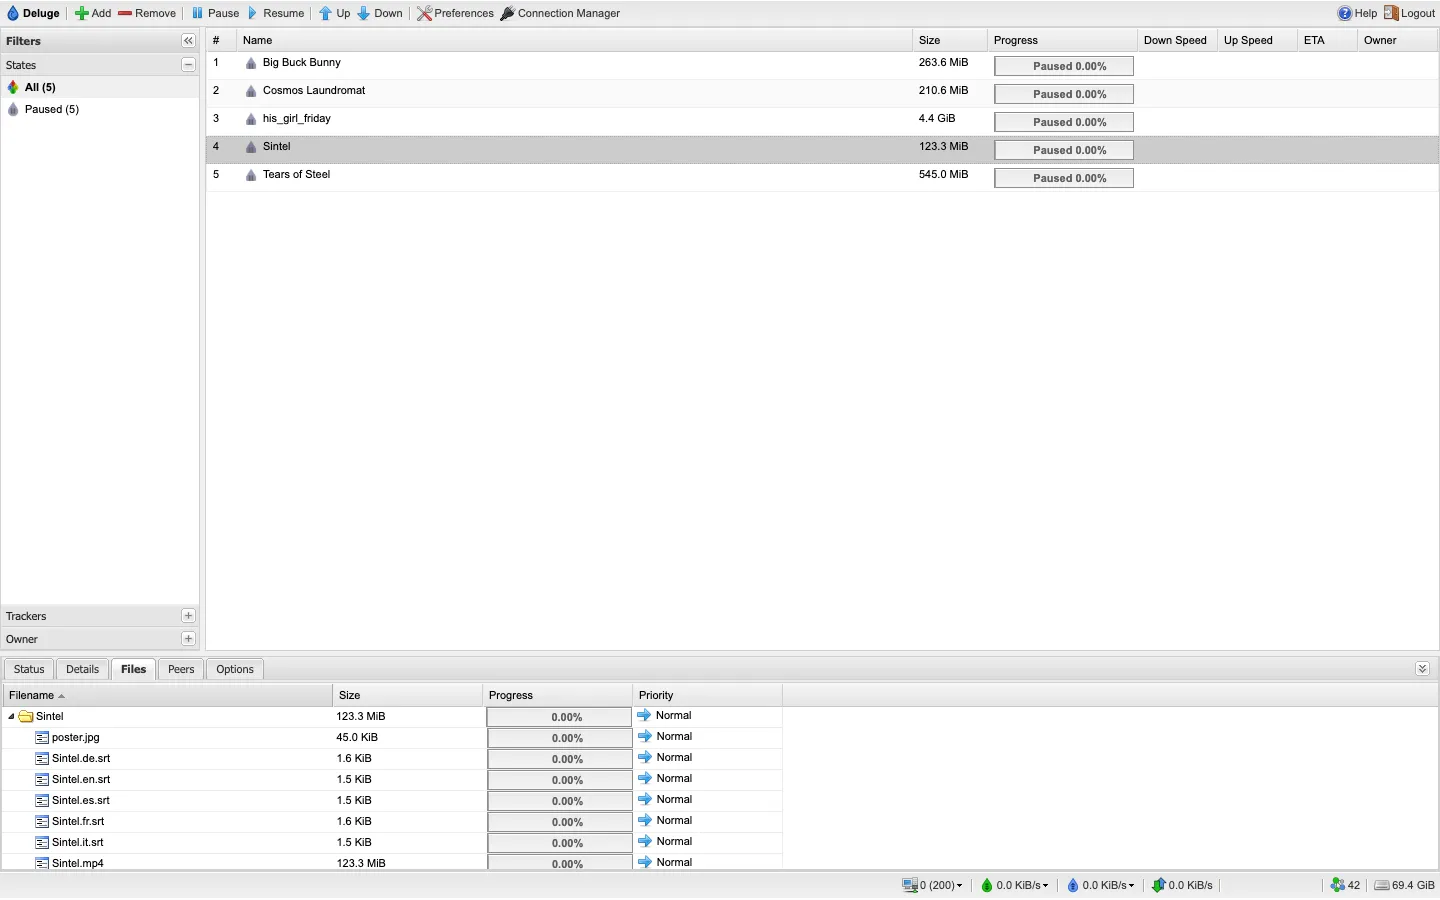 Deluge Add Remove Pause Resume Up Down Preferences Connection Manager Help Logout
Filters
States
All (5)
Paused (5)
Trackers
Owner
# Name Size Progress Down Speed Up Speed ETA Owner
1 Big Buck Bunny 263.6 MiB Paused 0.00%
2 Cosmos Laundromat 210.6 MiB Paused 0.00%
3 his_girl_friday 4.4 GiB Paused 0.00%
4 Sintel 123.3 MiB Paused 0.00%
5 Tears of Steel 545.0 MiB Paused 0.00%
Status Details Files Peers Options
Filename Size Progress Priority
Sintel 123.3 MiB 0.00% Normal
poster.jpg 45.0 KiB 0.00% Normal
Sintel.de.srt 1.6 KiB 0.00% Normal
Sintel.en.srt 1.5 KiB 0.00% Normal
Sintel.es.srt 1.5 KiB 0.00% Normal
Sintel.fr.srt 1.6 KiB 0.00% Normal
Sintel.it.srt 1.5 KiB 0.00% Normal
Sintel.mp4 123.3 MiB 0.00% Normal
0 (200) 0.0 KiB/s 0.0 KiB/s 0.0 KiB/s 42 69.4 GiB